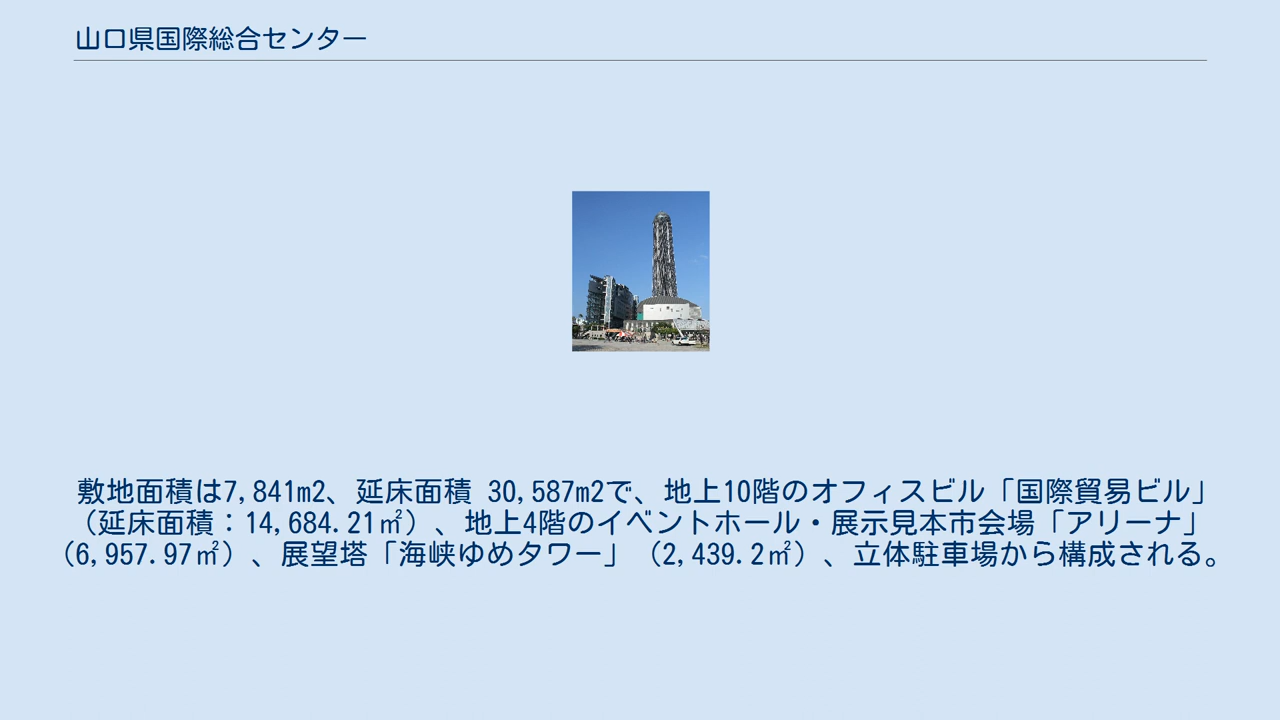 山口県国際総合センター
敷地面積は7,841m2、延床面積 30,587m2で、地上10階のオフィスビル「国際貿易ビル」
（延床面積：14,684.21㎡）、地上4階のイベントホール・展示見本市会場「アリーナ」
（6,957.97㎡）、展望塔「海峡ゆめタワー」（2,439.2㎡）、立体駐車場から構成される。